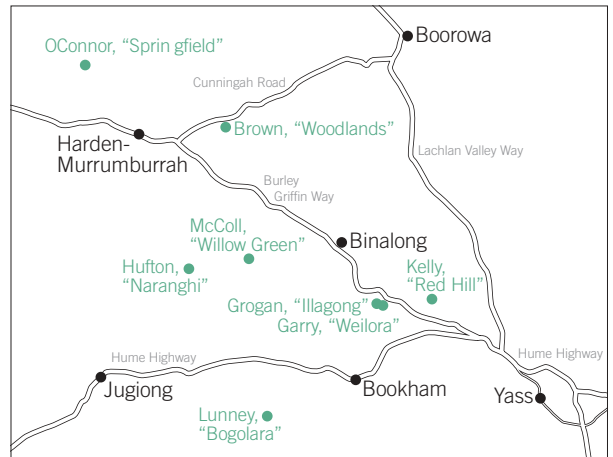 Boorowa
OConnor, “Sprin gfield”
Cunningah Road
Brown, “Woodlands”
Harden-
Murrumburrah
Lachlan Valley Way
Burley
Griffin Way
McColl,
“Willow Green”
Binalong
Hufton,
“Naranghi”
Kelly,
“Red Hill”
Grogan, “Illagong”
Garry, “Weilora”
Hume Highway
Hume Highway
Jugiong
Bookham
Yass
Lunney,
“Bogolara”